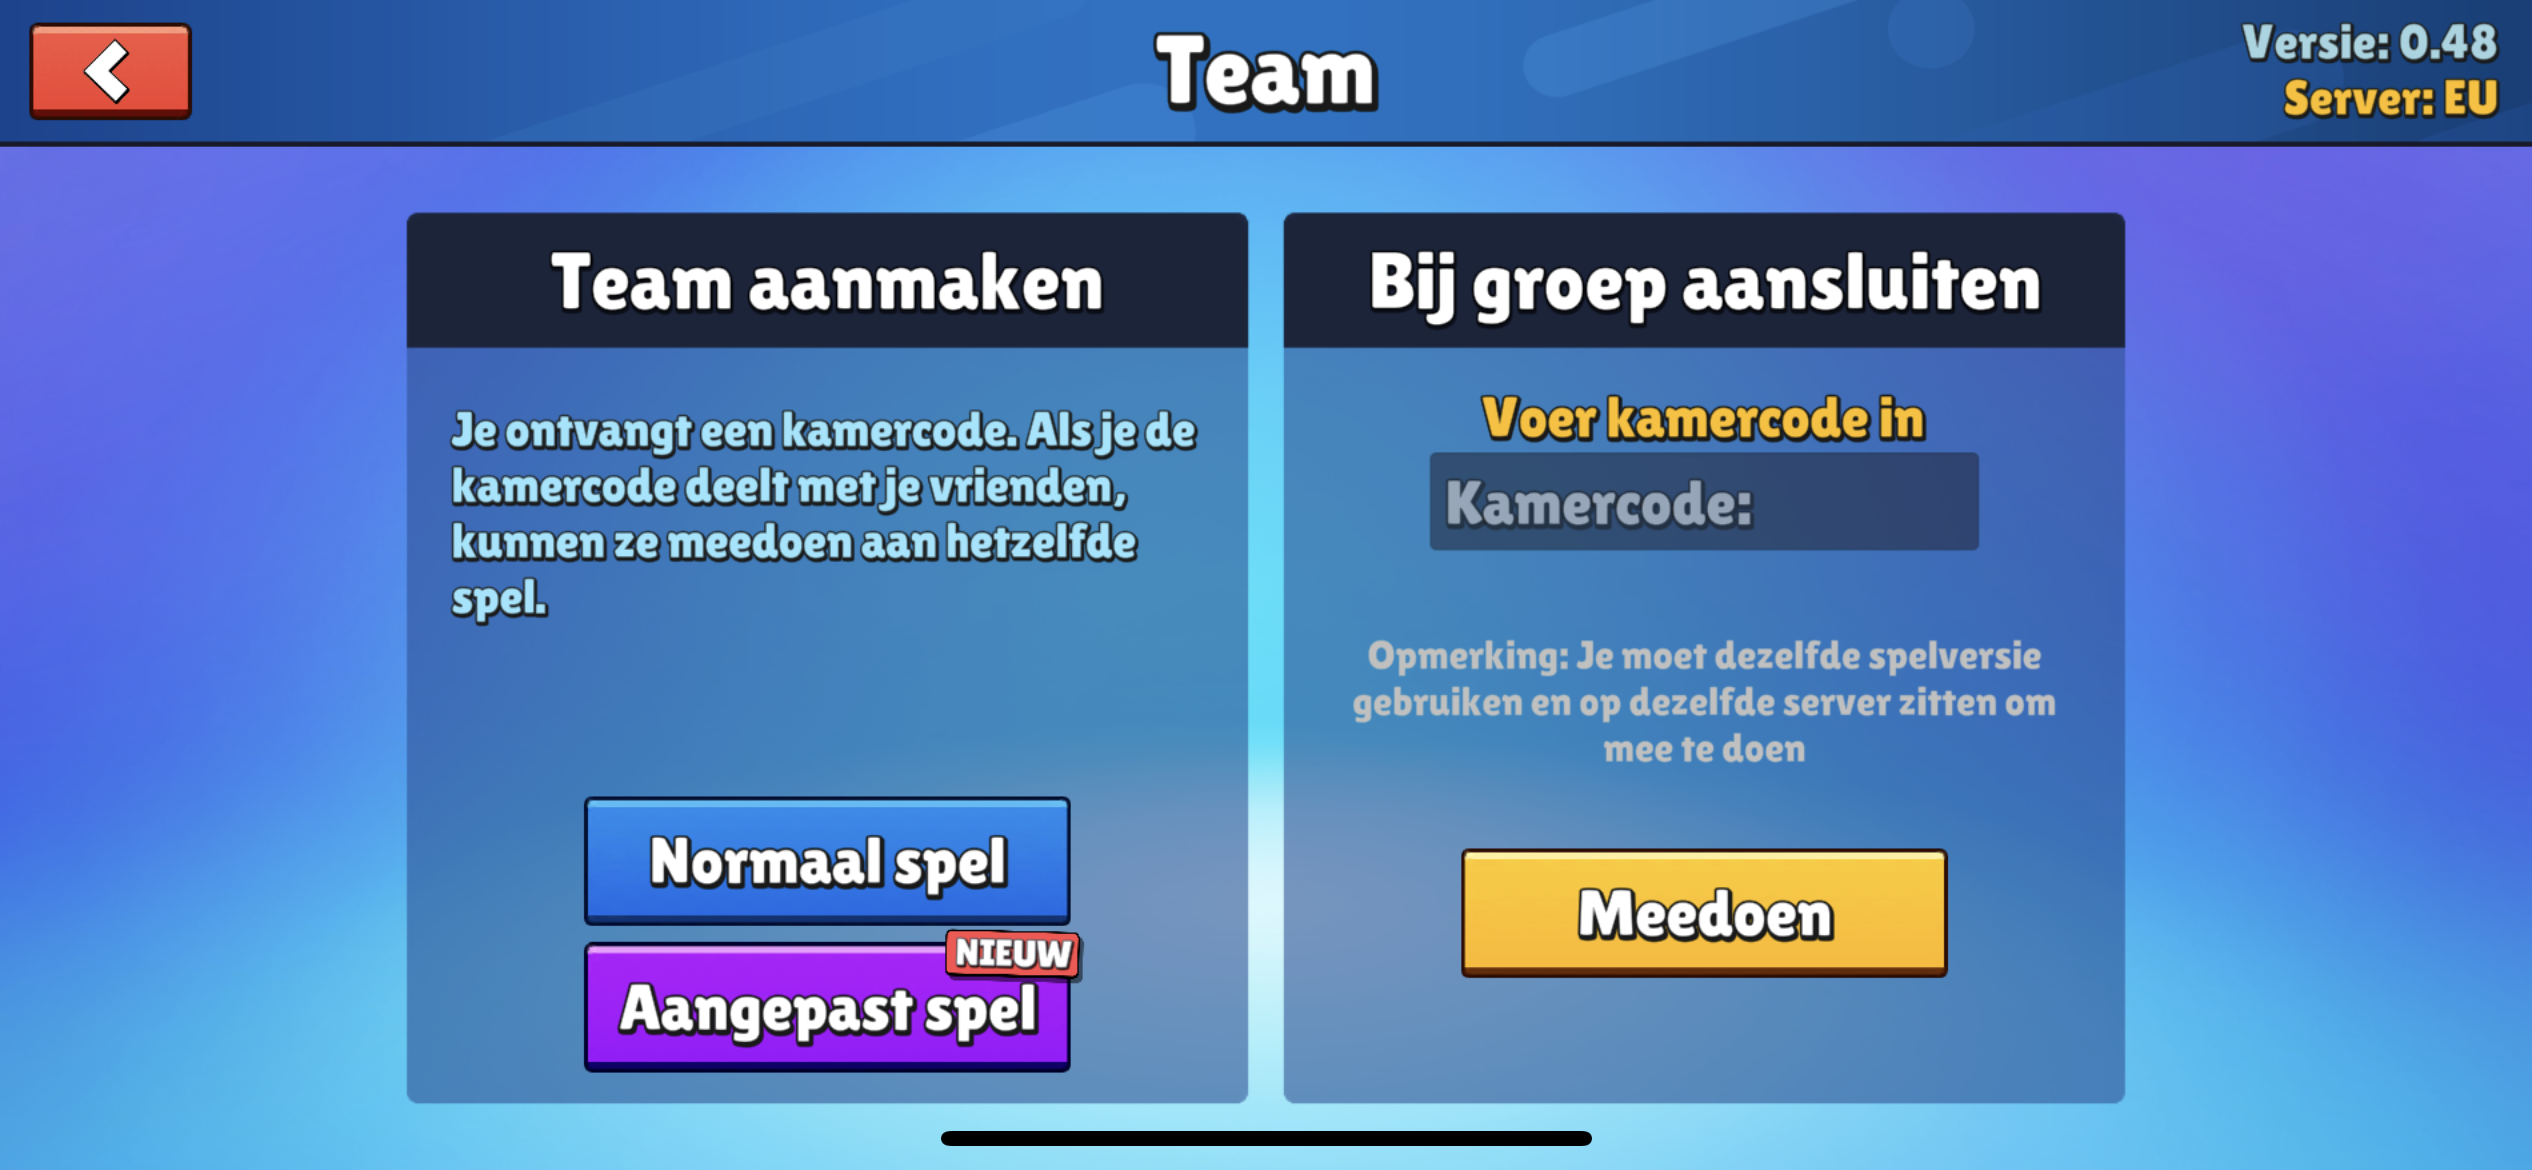 Team
Versie: 0.48
Server: EU
Team aanmaken
Je ontvangt een kamercode. Als je de
kamercode deelt met je vrienden,
kunnen ze meedoen aan hetzelfde
spel.
Normaal spel
NIEUW
Aangepast spel
Bij groep aansluiten
Voer kamercode in
Kamercode:
Opmerking: Je moet dezelfde spelversie
gebruiken en op dezelfde server zitten om
mee te doen
Meedoen